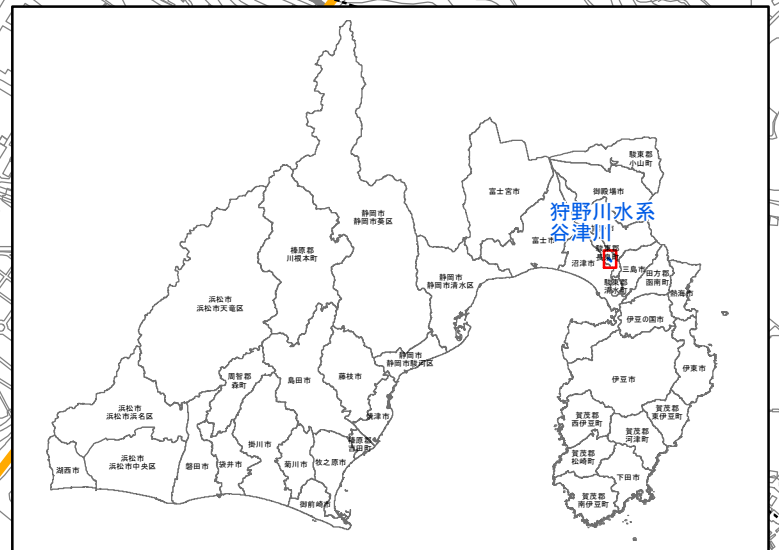 駿東郡
小山町
御殿場市
富士宮市
狩野川水系
谷津川
静岡市
静岡市葵区
榛原郡
川根本町
富士市
駿東郡
長泉町
沼津市
三島市
田方郡
函南町
静岡市
静岡市清水区
駿東郡
清水町
熱海市
浜松市
浜松市天竜区
伊豆の国市
静岡市
静岡市駿河区
伊東市
周智郡
森町
島田市
藤枝市
伊豆市
浜松市
浜松市浜名区
焼津市
賀茂郡
西伊豆町
賀茂郡
東伊豆町
賀茂郡
河津町
掛川市
榛原郡
吉田町
浜松市
浜松市中央区
湖西市
磐田市
袋井市
菊川市
牧之原市
賀茂郡
松崎町
下田市
御前崎市
賀茂郡
南伊豆町